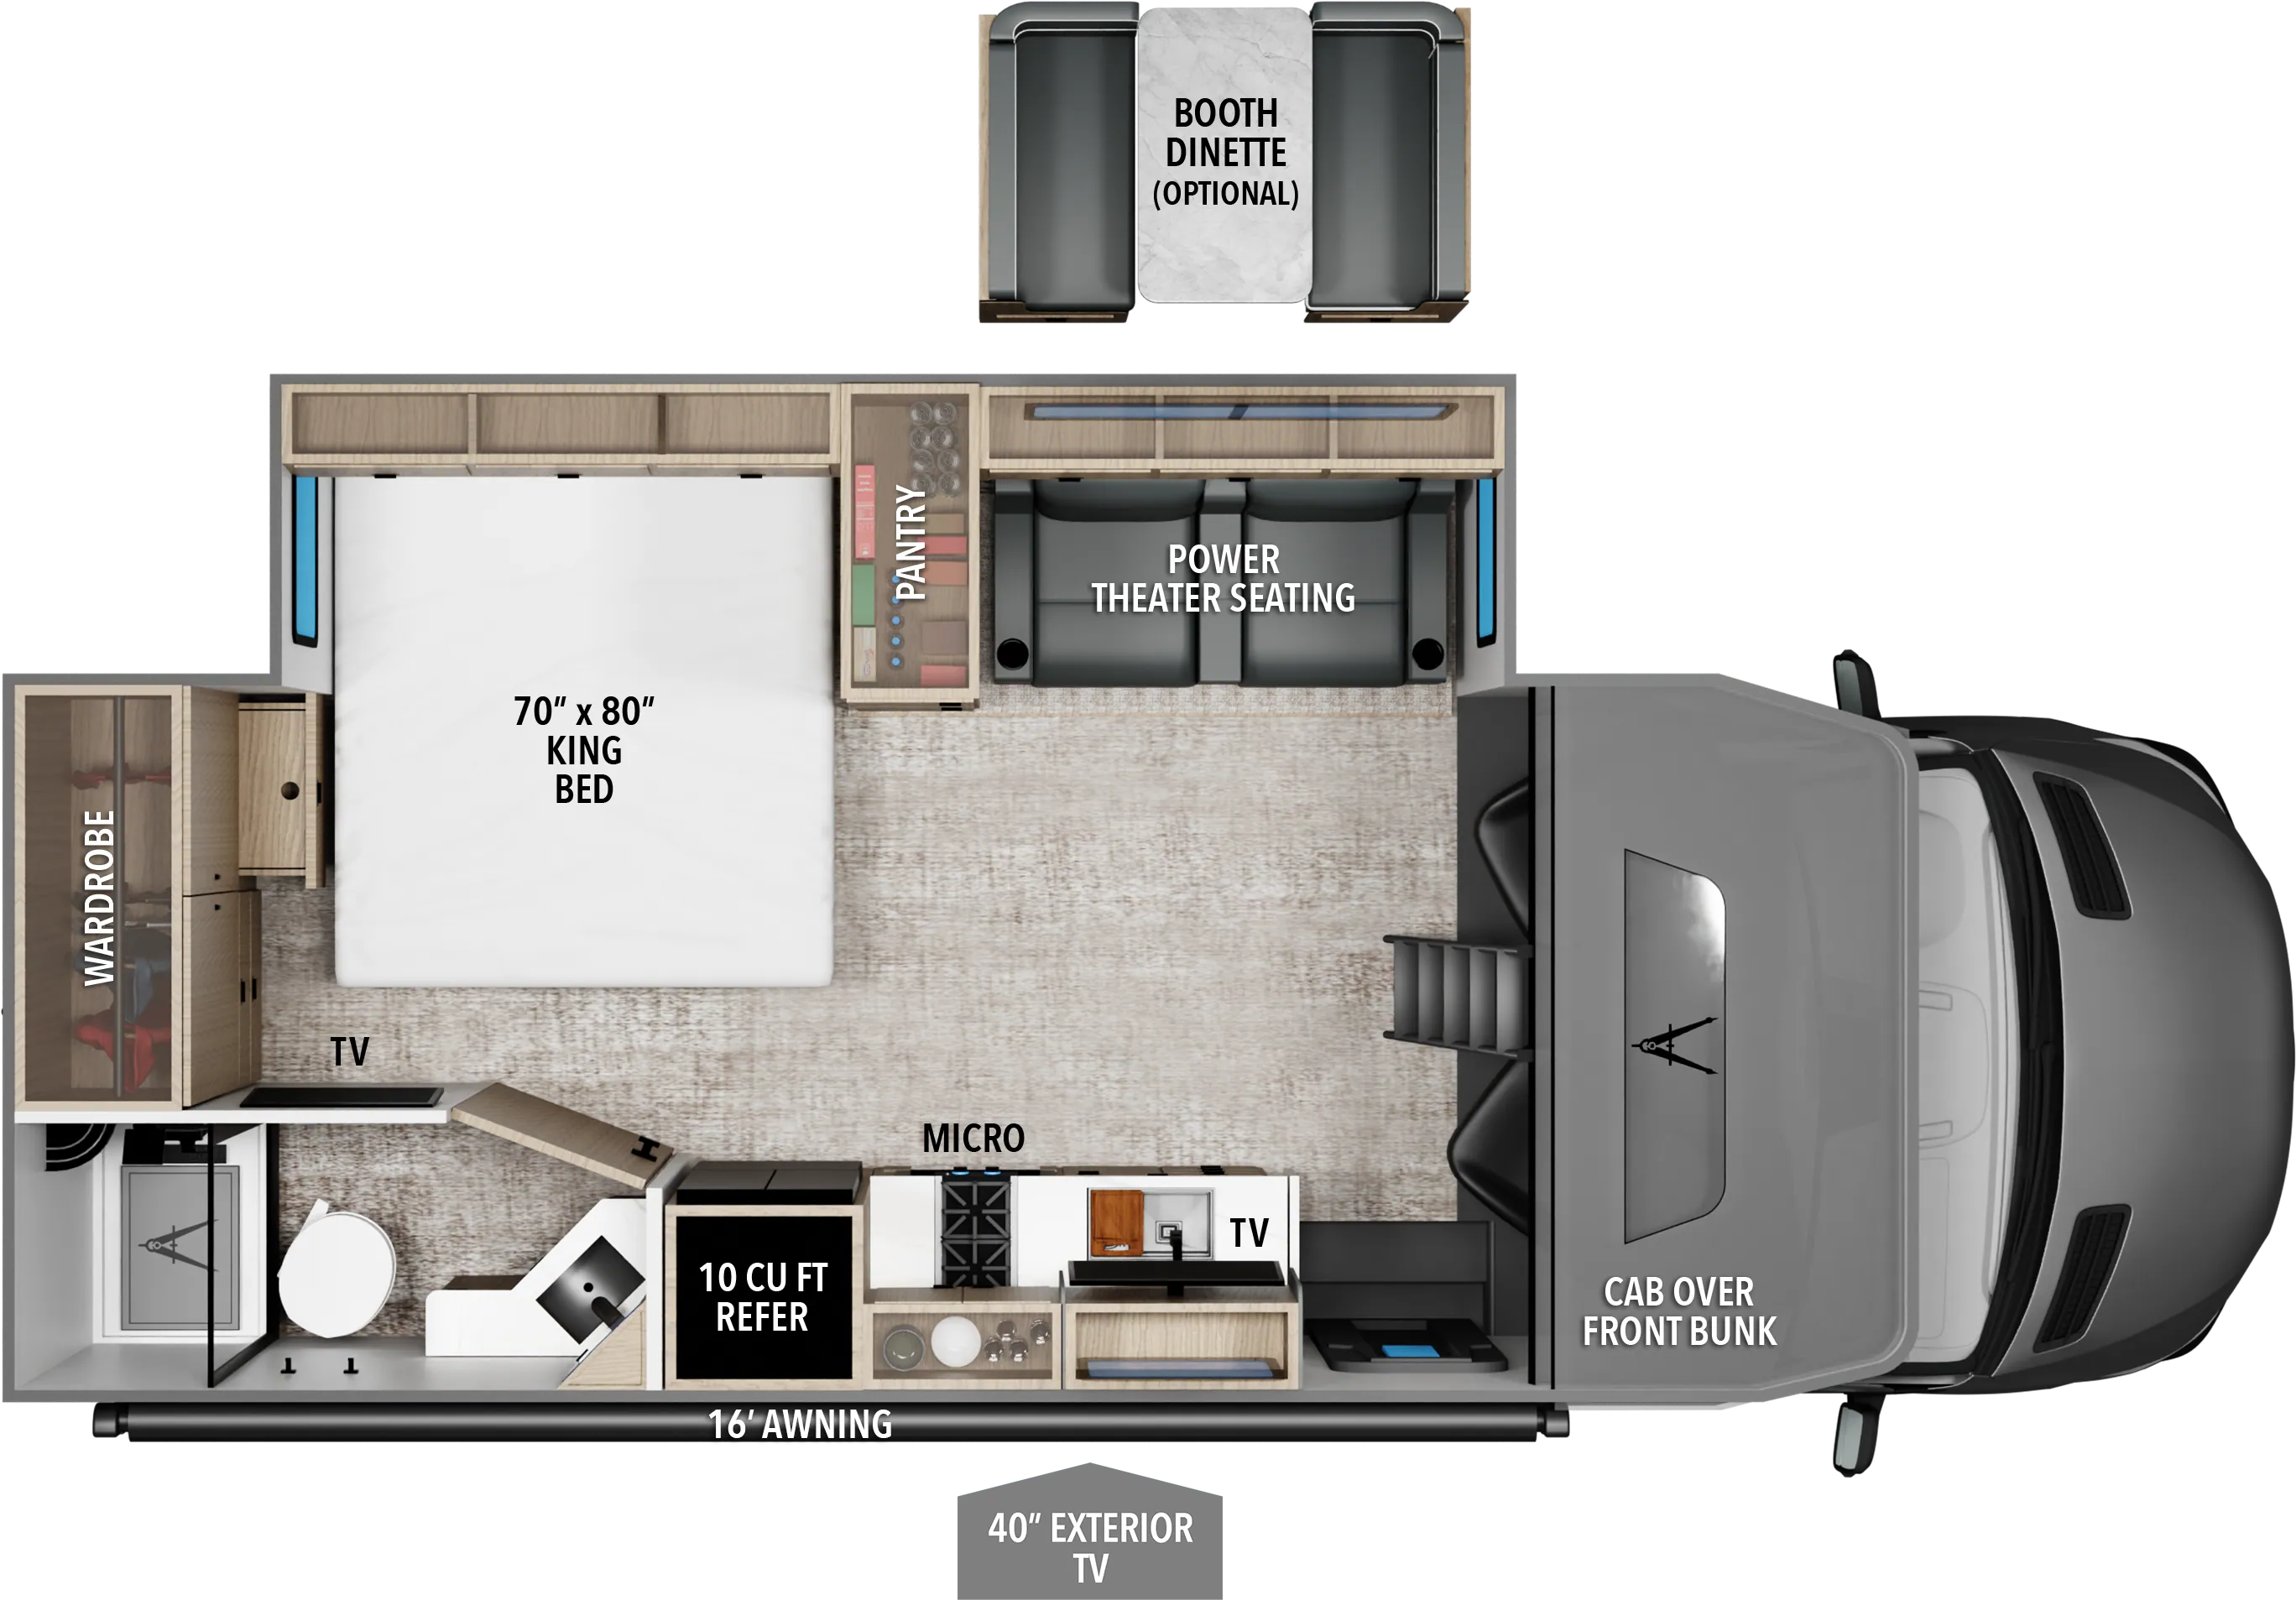 BOOTH
DINETTE
(OPTIONAL)
PANTRY
POWER
THEATER SEATING
70” x 80”
KING
BED
WARDROBE
TV
MICRO
TV
10 CU FT
REFER
CAB OVER
FRONT BUNK
16’ AWNING
40” EXTERIOR
TV